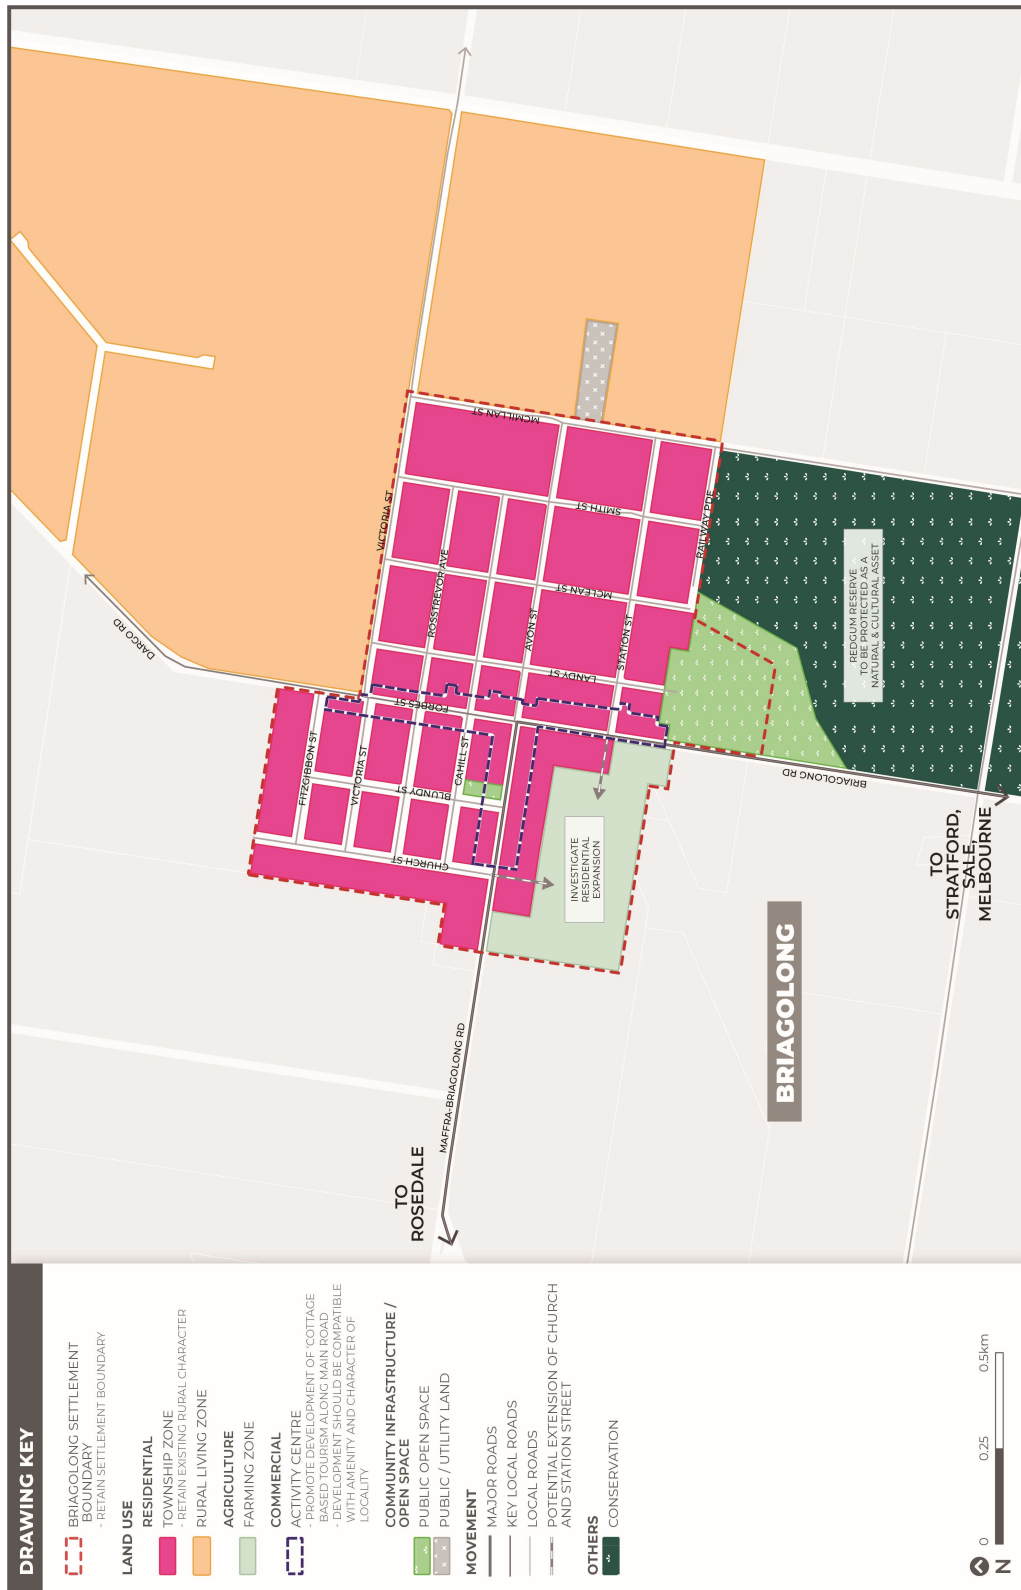 DRAWING KEY
BRIAGOLONG SETTLEMENT
BOUNDARY
- RETAIN SETTLEMENT BOUNDARY
LAND USE
RESIDENTIAL
TOWNSHIP ZONE
- RETAIN EXISTING RURAL CHARACTER
RURAL LIVING ZONE
AGRICULTURE
FARMING ZONE
COMMERCIAL
ACTIVITY CENTRE
- PROMOTE DEVELOPMENT OF 'COTTAGE
BASED TOURISM ALONG MAIN ROAD
- DEVELOPMENT SHOULD BE COMPATIBLE
WITH AMENITY AND CHARACTER OF
LOCALITY
COMMUNITY INFRASTRUCTURE /
OPEN SPACE
PUBLIC OPEN SPACE
PUBLIC / UTILITY LAND
MOVEMENT
MAJOR ROADS
KEY LOCAL ROADS
LOCAL ROADS
POTENTIAL EXTENSION OF CHURCH
AND STATION STREET
OTHERS
CONSERVATION
0 0.25 0.5km
N
TO
ROSEDALE
MAFFRA-BRIAGOLONG RD
BRIAGOLONG
TO
STRATFORD,
SALE,
MELBOURNE
DARGO RD
FITZGIBBON ST
VICTORIA ST
CHURCH ST
BLUNDY ST
CAHILL ST
FORBES ST
VICTORIA ST
ROSSTREVOR AVE
AVON ST
STATION ST
LANDY ST
MCLEAN ST
SMITH ST
MCMILLAN ST
RAILWAY PDE
BRIAGOLONG RD
INVESTIGATE
RESIDENTIAL
EXPANSION
REDGUM RESERVE
TO BE PROTECTED AS A
NATURAL & CULTURAL ASSET